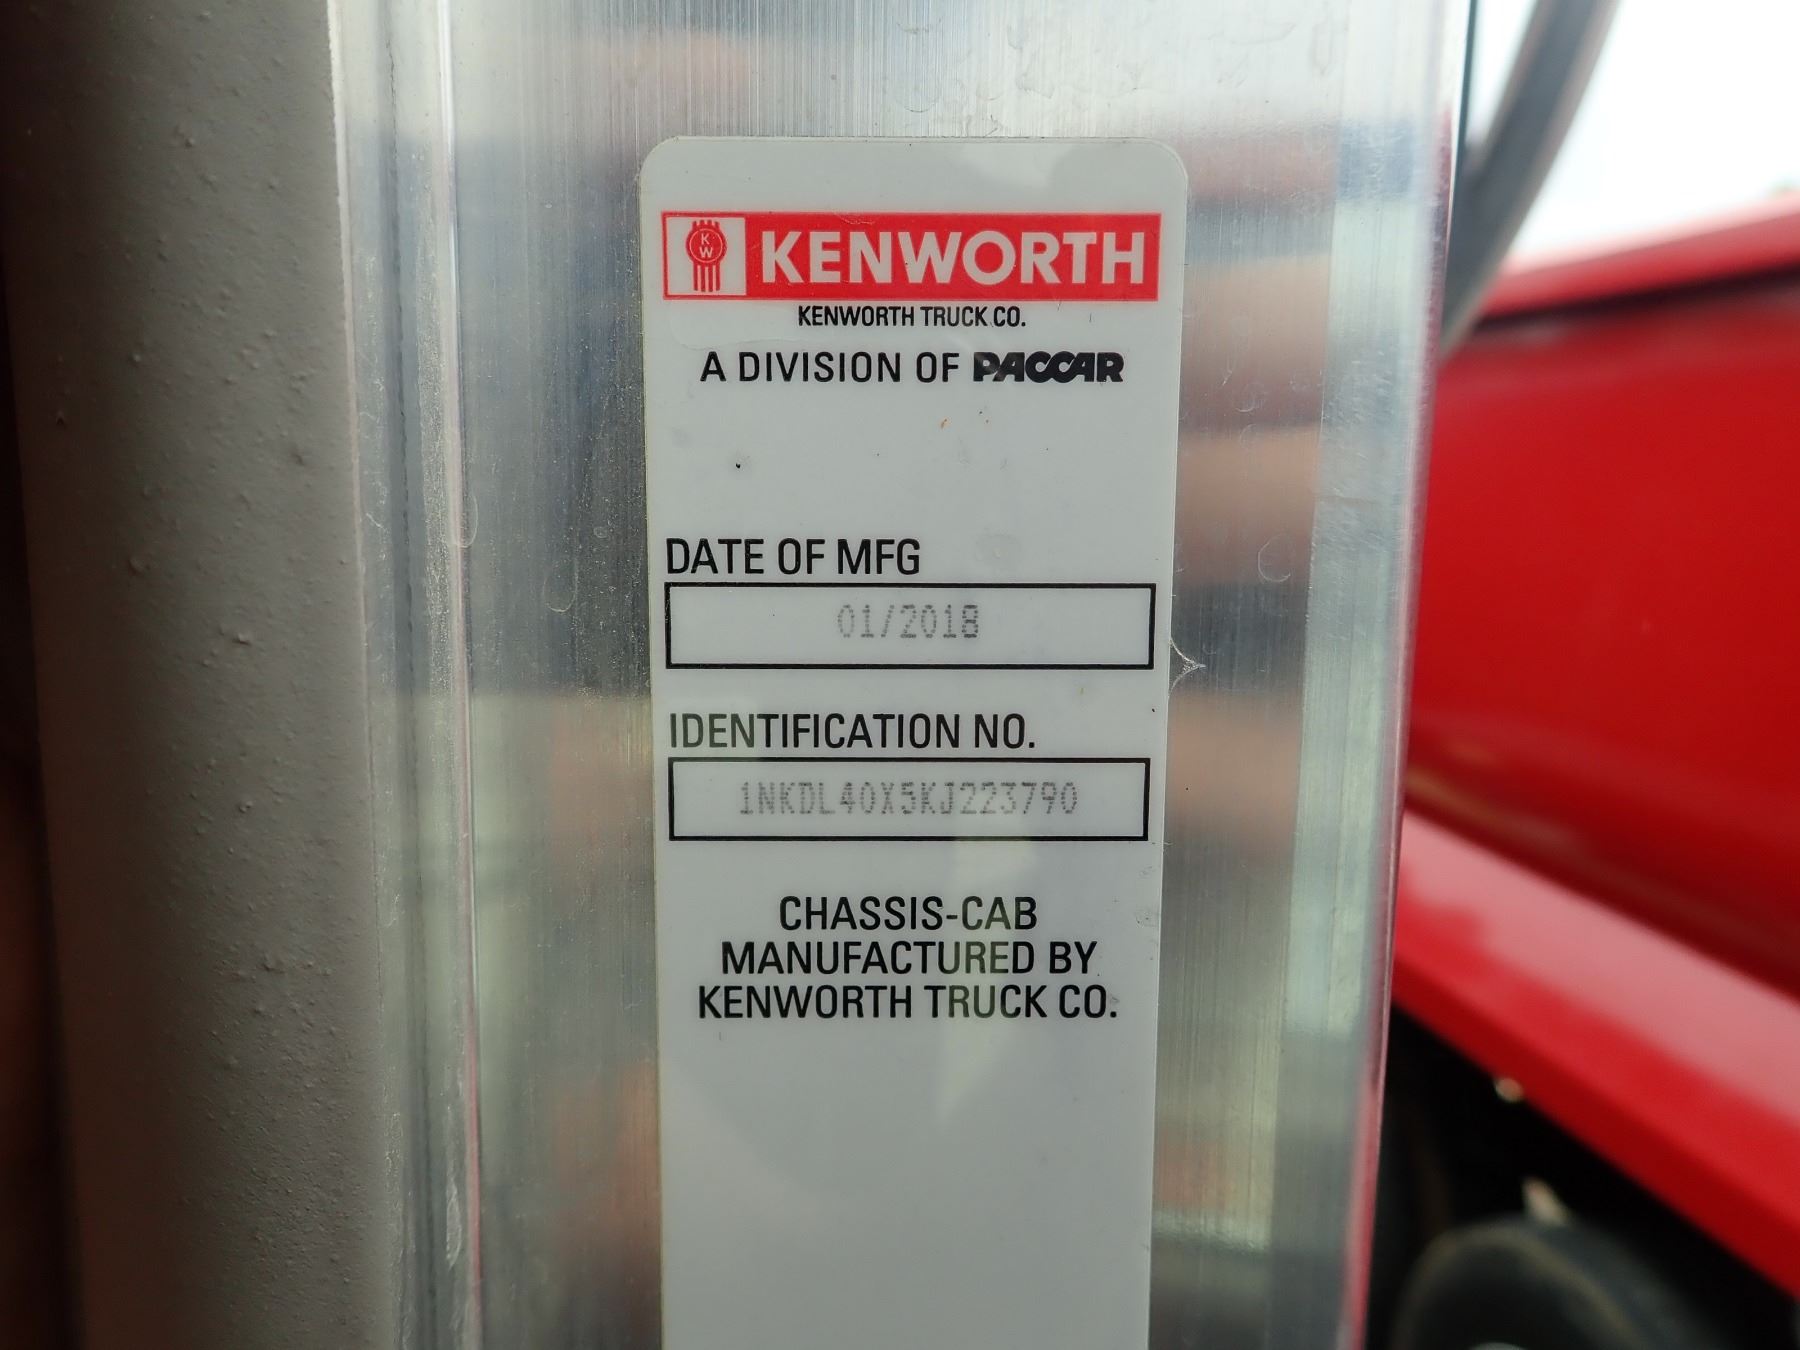 KW KENWORTH
KENWORTH TRUCK CO.
A DIVISION OF PACCAR
DATE OF MFG
01/2018
IDENTIFICATION NO.
1NKDL40X5KJ223790
CHASSIS-CAB
MANUFACTURED BY
KENWORTH TRUCK CO.